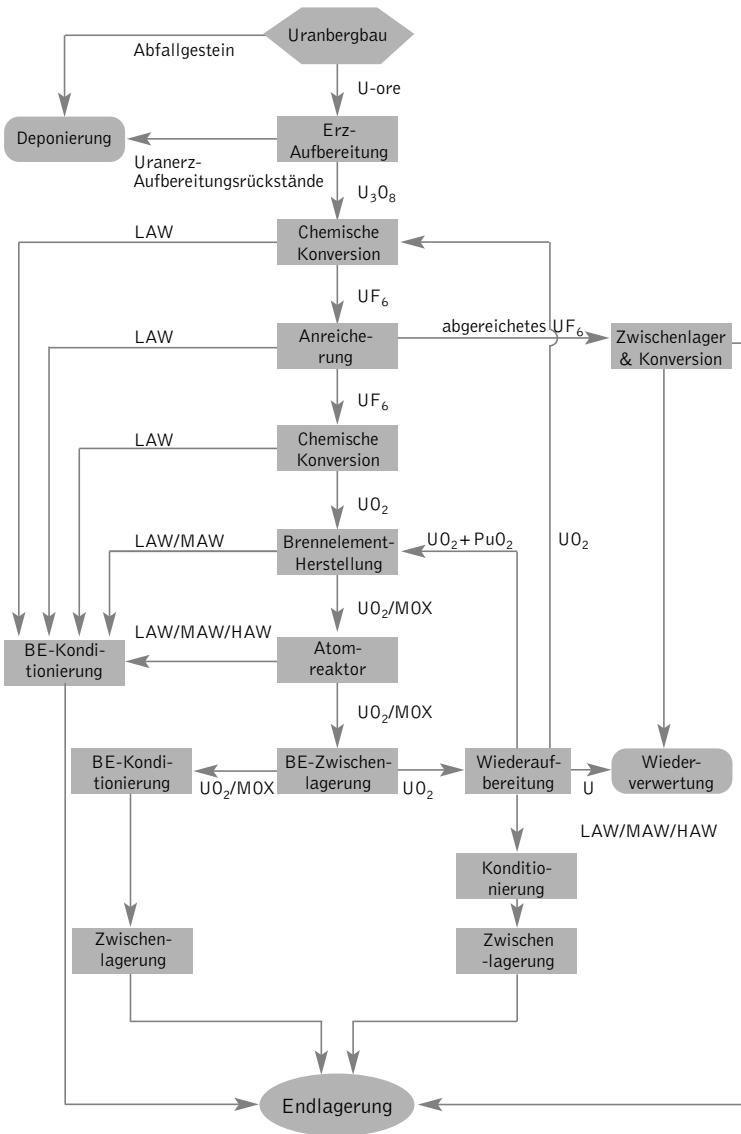 Uranbergbau
Abfallgestein
U-ore
Deponierung
Erz-
Aufbereitung
Uranerz-
Aufbereitungsrückstände
U₃O₈
LAW
Chemische
Konversion
UF₆
LAW
Anreiche-
rung
abgereichetes UF₆
Zwischenlager
& Konversion
UF₆
LAW
Chemische
Konversion
UO₂
LAW/MAW
Brennelement-
Herstellung
UO₂+PuO₂
UO₂
UO₂/MOX
LAW/MAW/HAW
BE-Kondi-
tionierung
Atom-
reaktor
UO₂/MOX
BE-Kondi-
tionierung
UO₂/MOX
BE-Zwischen-
lagerung
UO₂
Wiederauf-
bereitung
U
Wieder-
verwertung
LAW/MAW/HAW
Konditio-
nierung
Zwischen-
lagerung
Zwischen
-lagerung
Endlagerung